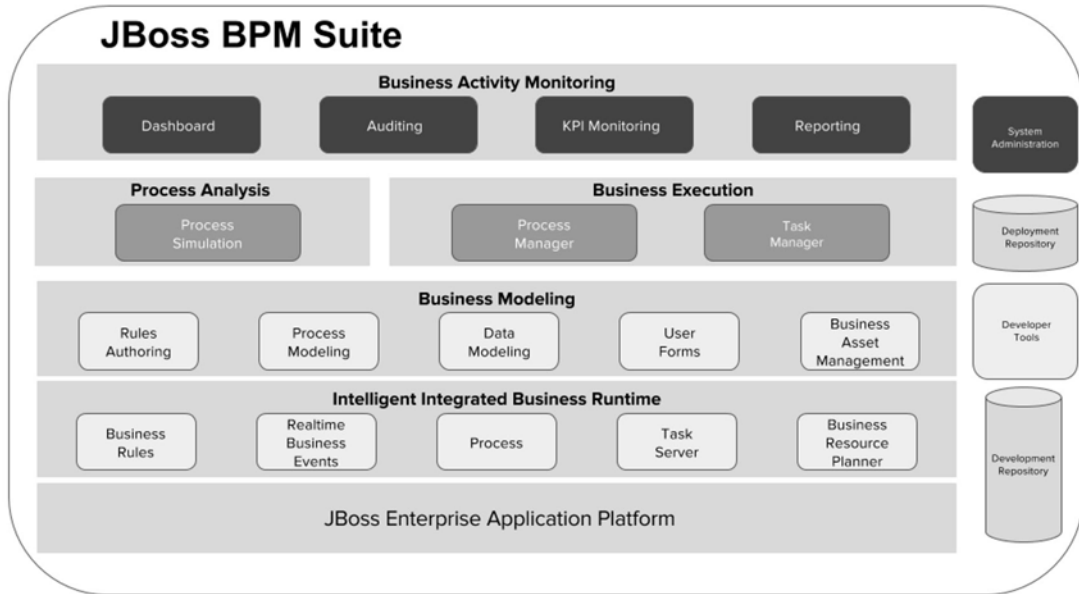 JBoss BPM Suite
Business Activity Monitoring
Dashboard
Auditing
KPI Monitoring
Reporting
System
Administration
Process Analysis
Process
Simulation
Business Execution
Process
Manager
Task
Manager
Deployment
Repository
Business Modeling
Rules
Authoring
Process
Modeling
Data
Modeling
User
Forms
Business
Asset
Management
Developer
Tools
Intelligent Integrated Business Runtime
Business
Rules
Realtime
Business
Events
Process
Task
Server
Business
Resource
Planner
Development
Repository
JBoss Enterprise Application Platform